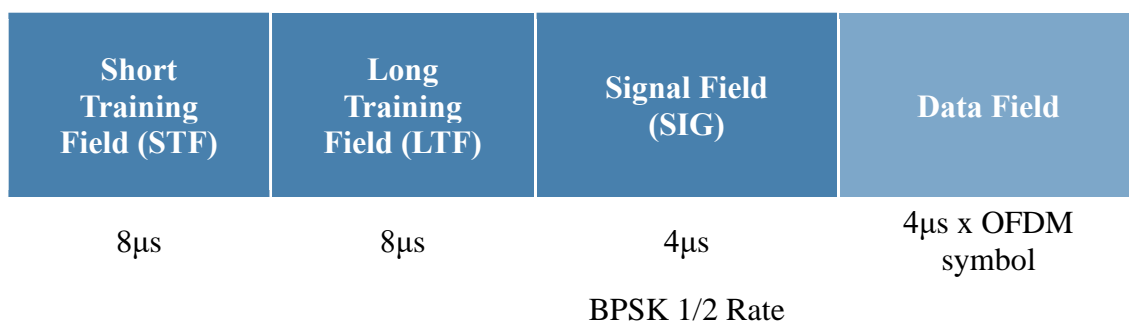 Short
Training
Field (STF)
Long
Training
Field (LTF)
Signal Field
(SIG)
Data Field
8μs
8μs
4μs
4μs x OFDM
symbol
BPSK 1/2 Rate